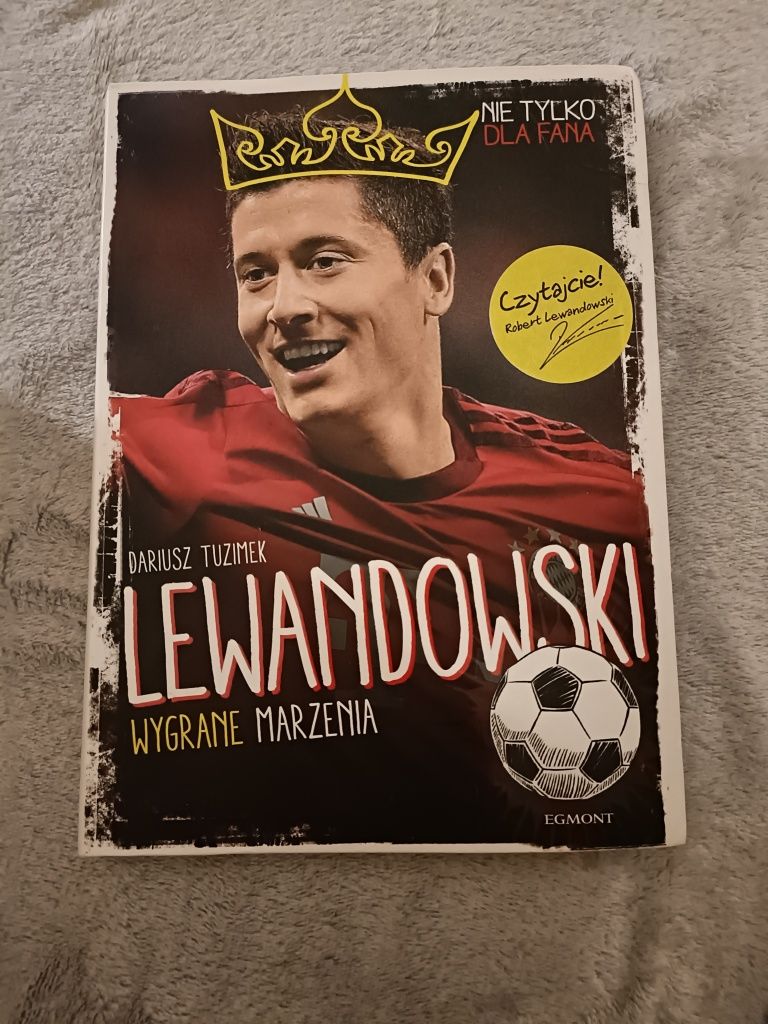 NIE TYLKO
DLA FANA
Czytajcie!
Robert Lewandowski
DARIUSZ TUZIMEK
LEWANDOWSKI
WYGRANE MARZENIA
EGMONT